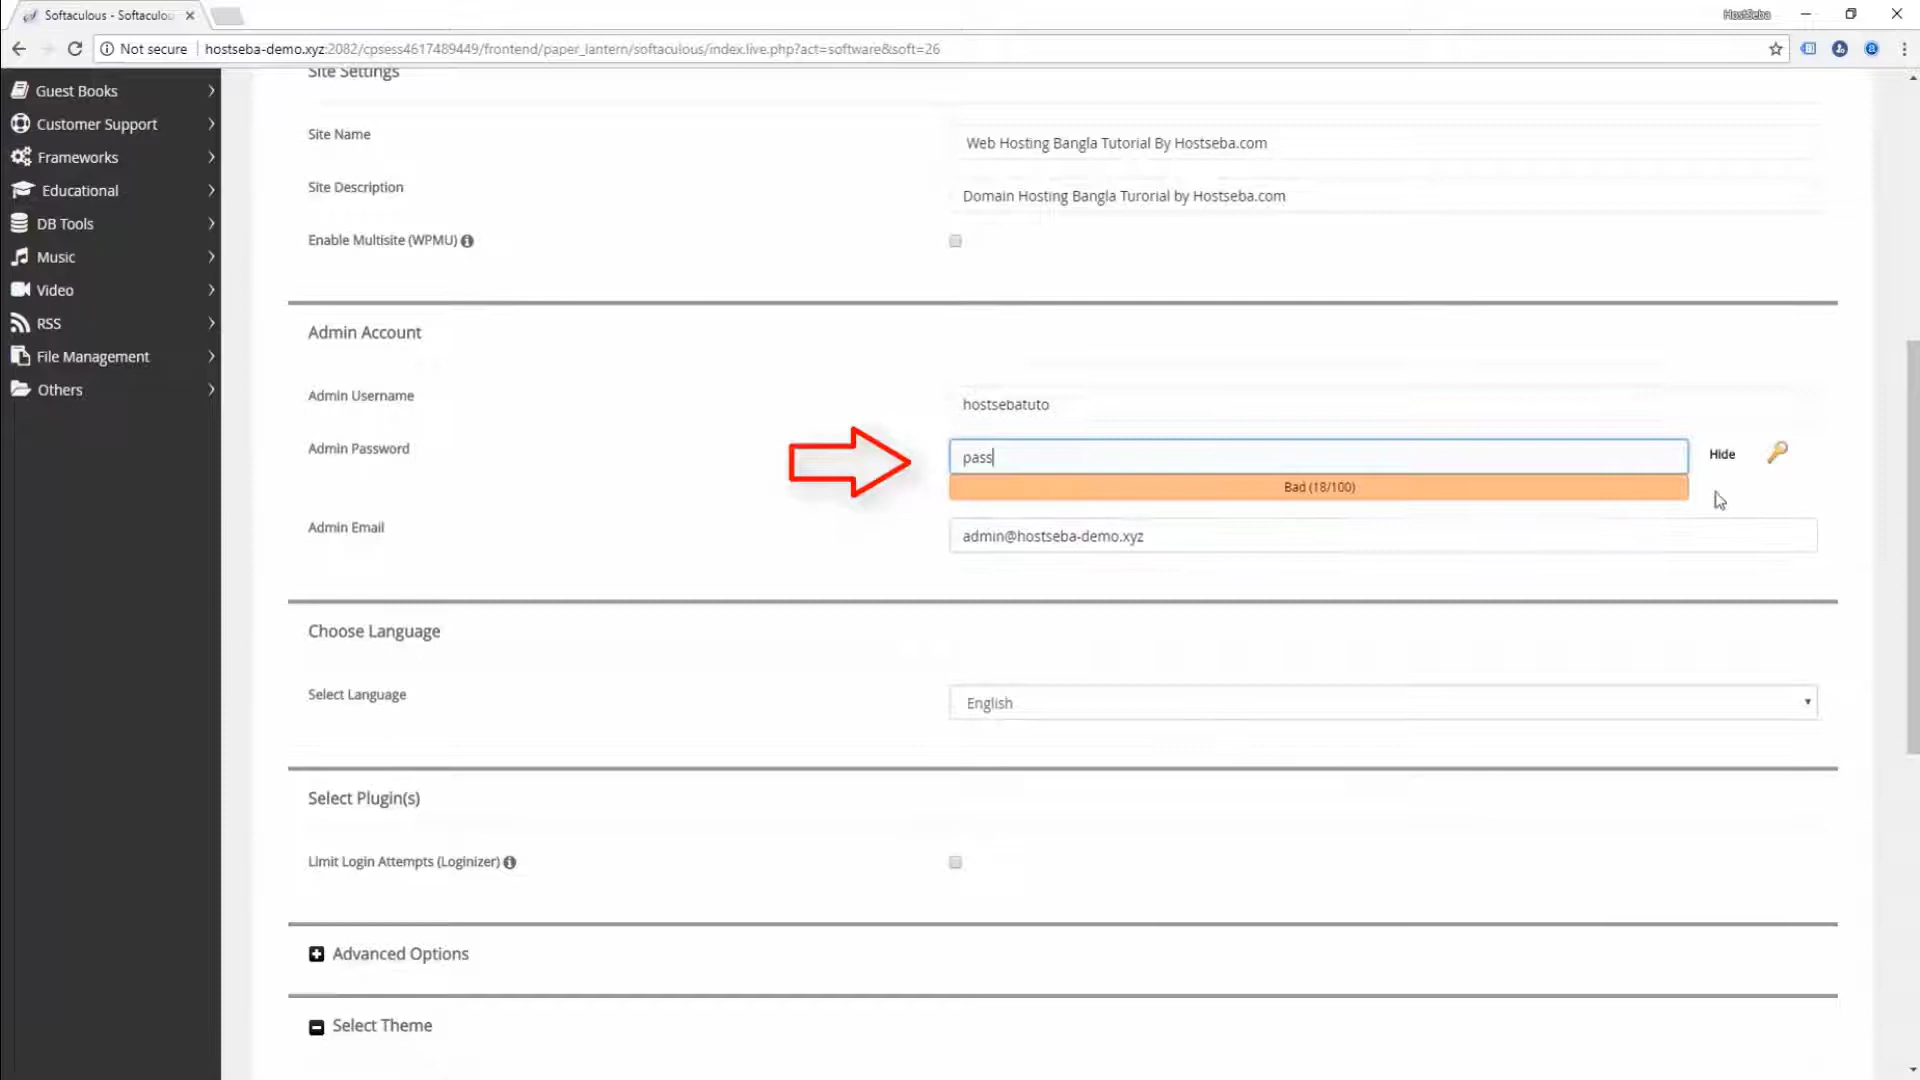 Softaculous - Softaculou
HostSeba
Not secure hostseba-demo.xyz:2082/cpsess4617489449/frontend/paper_lantern/softaculous/index.live.php?act=software&soft=26
Guest Books
Customer Support
Frameworks
Educational
DB Tools
Music
Video
RSS
File Management
Others
Site Settings
Site Name
Web Hosting Bangla Tutorial By Hostseba.com
Site Description
Domain Hosting Bangla Turorial by Hostseba.com
Enable Multisite (WPMU)
Admin Account
Admin Username
hostsebatuto
Admin Password
pass
Hide
Bad (18/100)
Admin Email
admin@hostseba-demo.xyz
Choose Language
Select Language
English
Select Plugin(s)
Limit Login Attempts (Loginizer)
Advanced Options
Select Theme